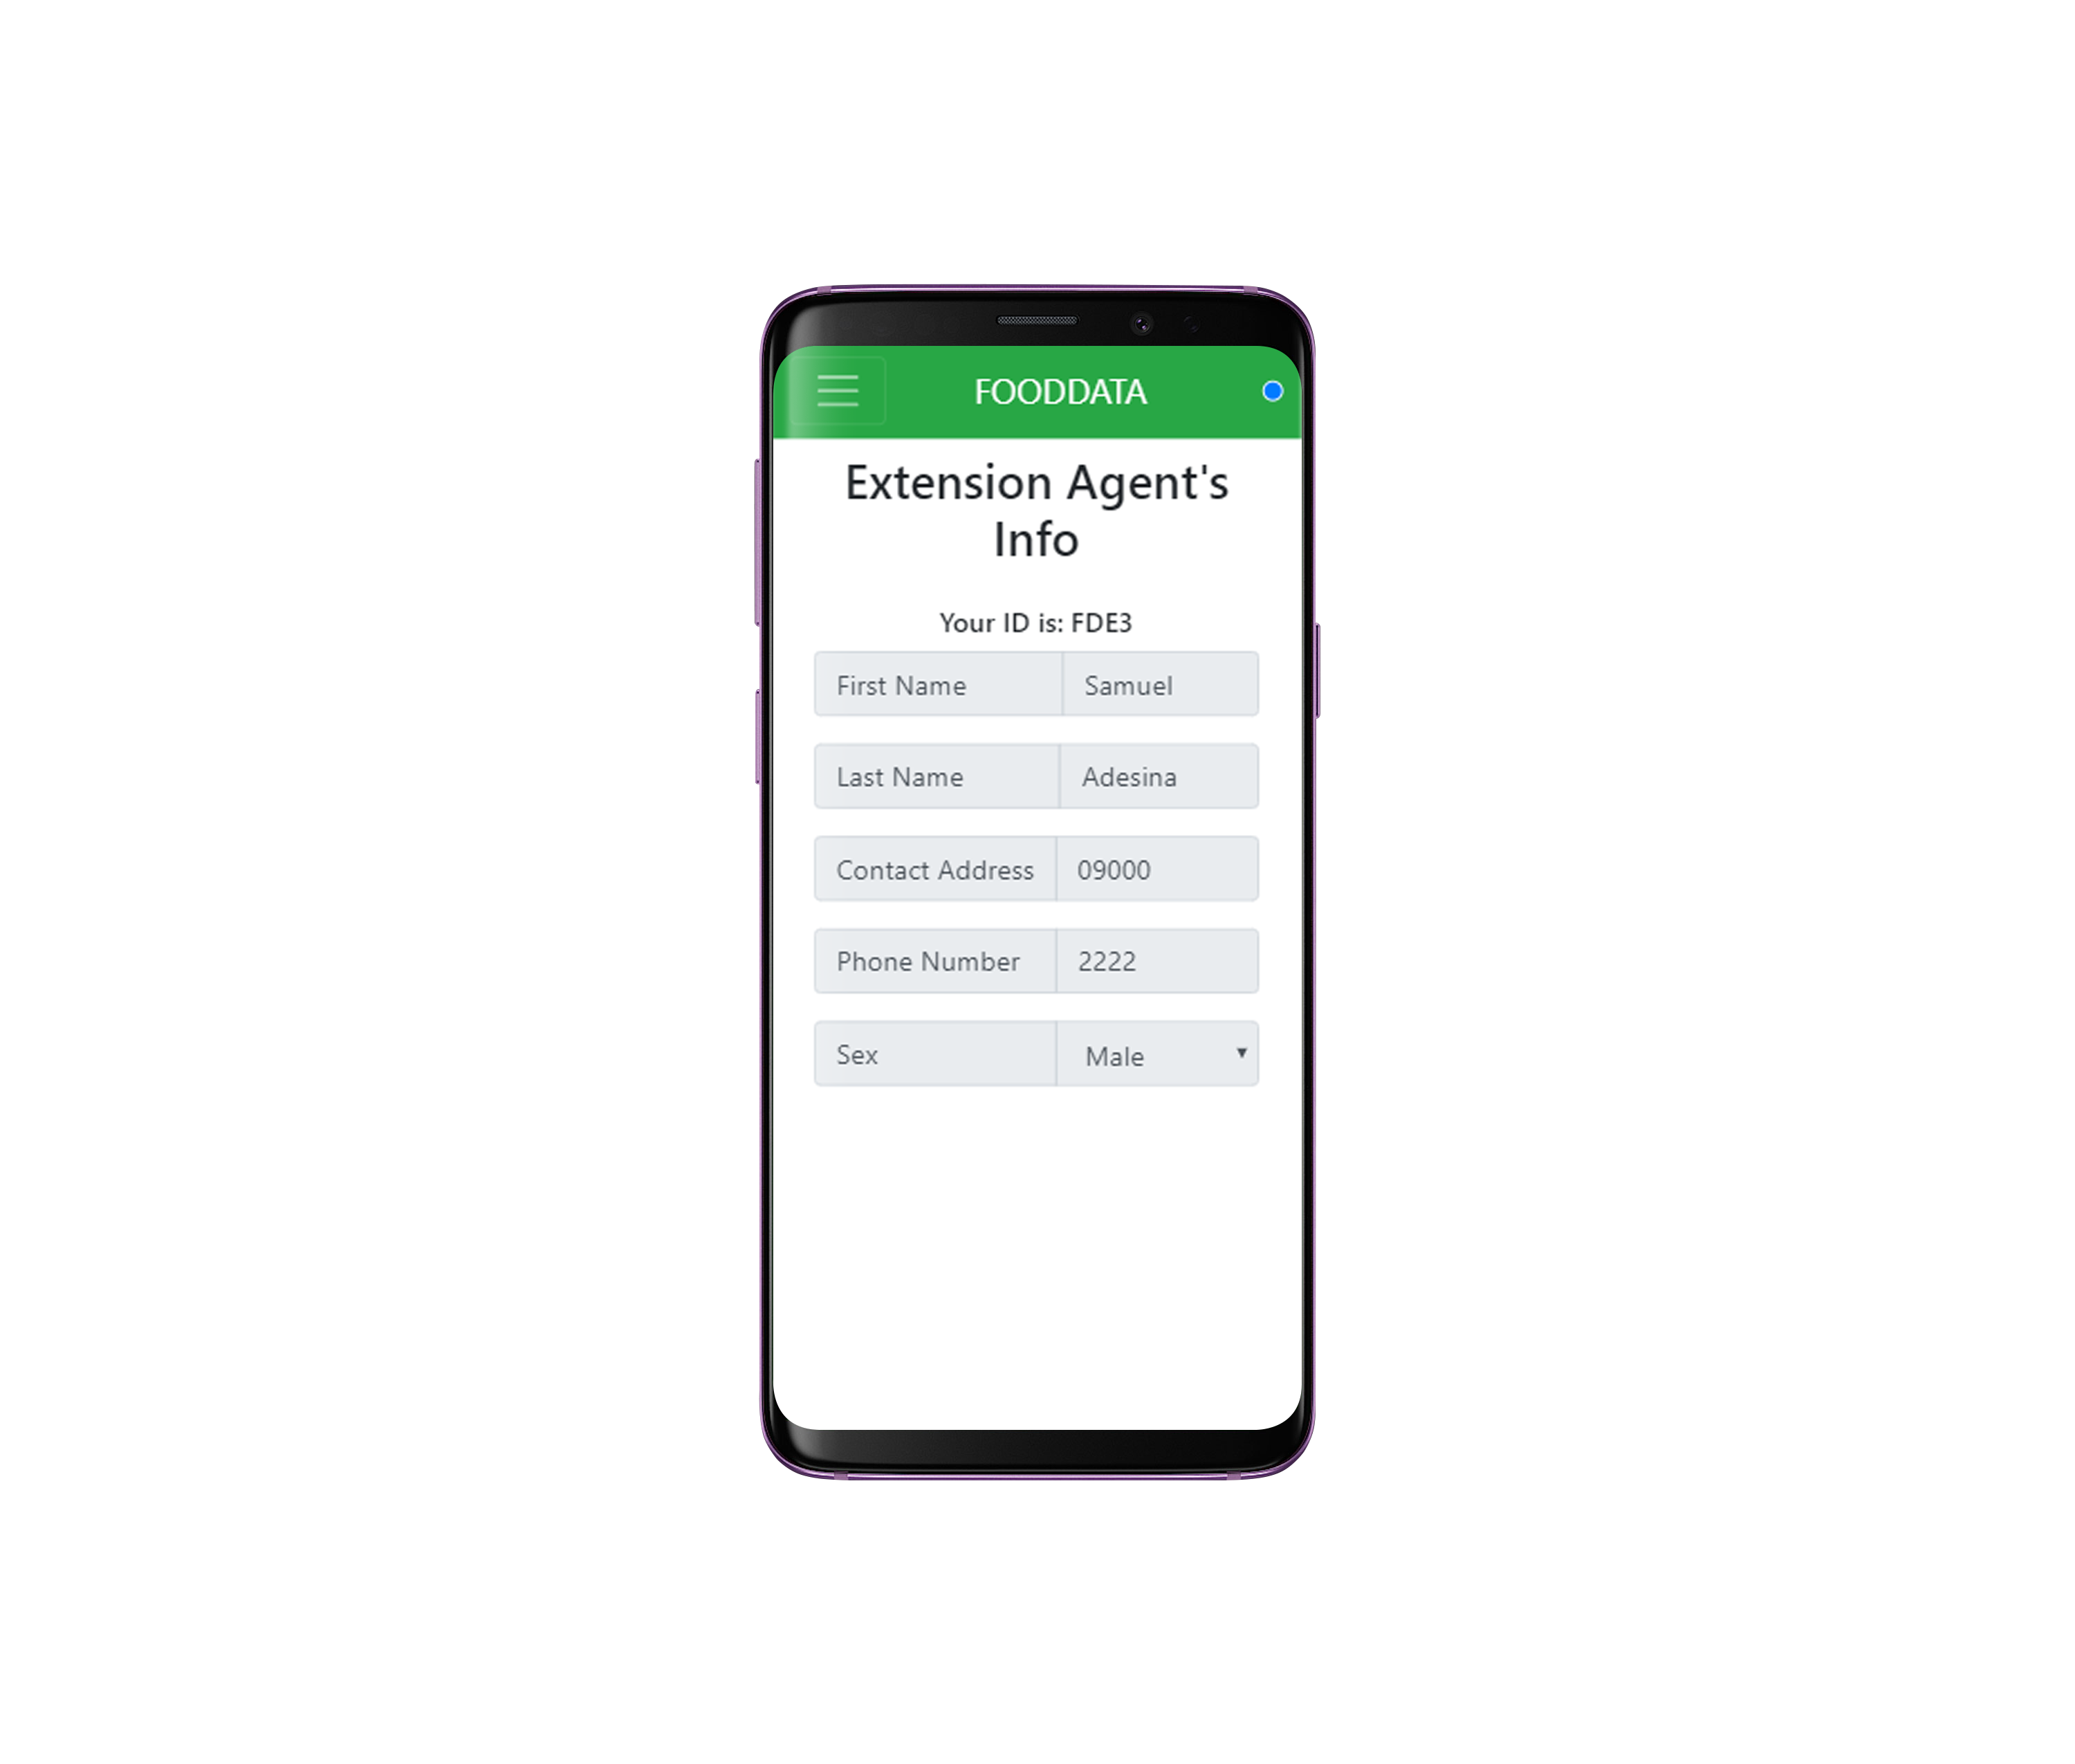 FOODDATA
Extension Agent's
Info
Your ID is: FDE3
First Name Samuel
Last Name Adesina
Contact Address 09000
Phone Number 2222
Sex Male